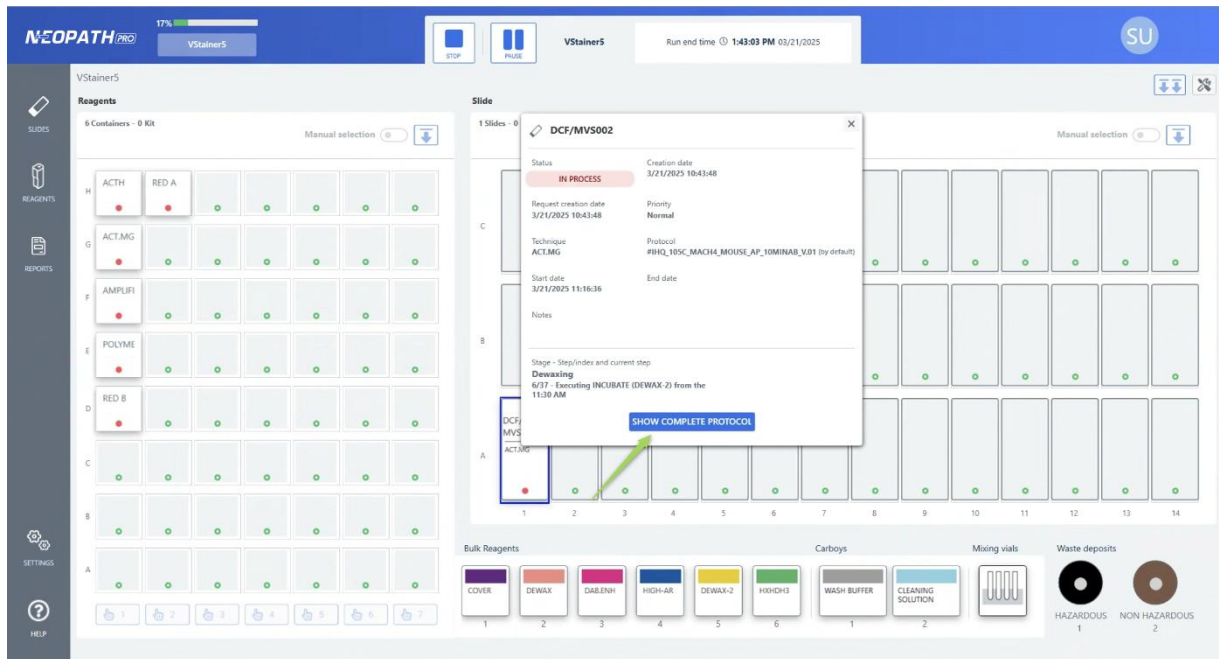 NEOPATH PRO
17%
VStainer5
STOP
PAUSE
VStainer5
Run end time 1:43:03 PM 03/21/2025
SU
SLIDES
REAGENTS
REPORTS
SETTINGS
HELP
VStainer5
Reagents
6 Containers - 0 Kit
Manual selection
H
ACTH
RED A
G
ACT.MG
F
AMPLIFI
E
POLYME
D
RED B
C
B
A
1
2
3
4
5
6
7
Slide
1 Slides - 0
Manual selection
DCF/MVS002
Status
IN PROCESS
Creation date
3/21/2025 10:43:48
Request creation date
3/21/2025 10:43:48
Priority
Normal
Technique
ACT.MG
Protocol
#IHQ_105C_MACH4_MOUSE_AP_10MINAB_V.01 (by default)
Start date
3/21/2025 11:16:36
End date
Notes
Stage - Step/index and current step
Dewaxing
6/37 - Executing INCUBATE (DEWAX-2) from the
11:30 AM
SHOW COMPLETE PROTOCOL
C
B
A
DCF/
MVS
ACT.MG
1 2 3 4 5 6 7 8 9 10 11 12 13 14
Bulk Reagents
COVER
DEWAX
DAB.ENH
HIGH-AR
DEWAX-2
HXHDH3
1 2 3 4 5 6
Carboys
WASH BUFFER
CLEANING
SOLUTION
1 2
Mixing vials
Waste deposits
HAZARDOUS
1
NON HAZARDOUS
2